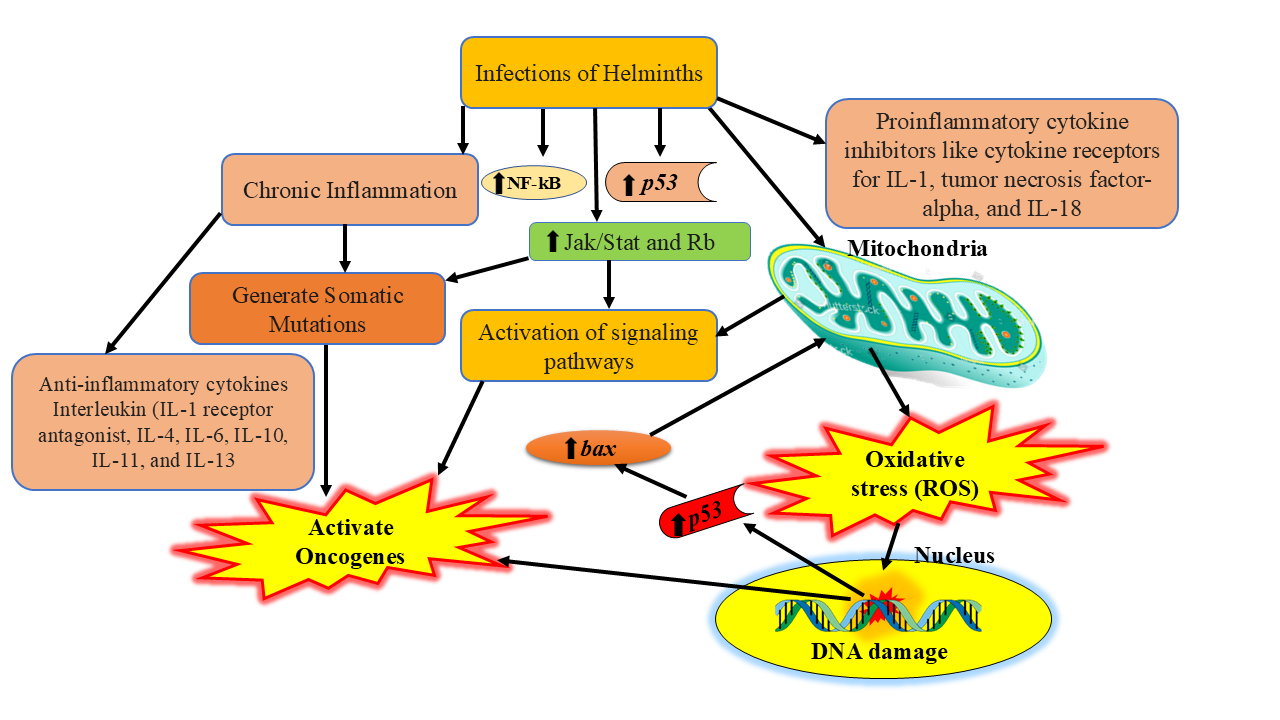 Infections of Helminths
Proinflammatory cytokine
inhibitors like cytokine receptors
for IL-1, tumor necrosis factor-
alpha, and IL-18
Chronic Inflammation
NF-kB
p53
Jak/Stat and Rb
Mitochondria
Generate Somatic
Mutations
Activation of signaling
pathways
Anti-inflammatory cytokines
Interleukin (IL-1 receptor
antagonist, IL-4, IL-6, IL-10,
IL-11, and IL-13
bax
Oxidative
stress (ROS)
p53
Activate
Oncogenes
Nucleus
DNA damage